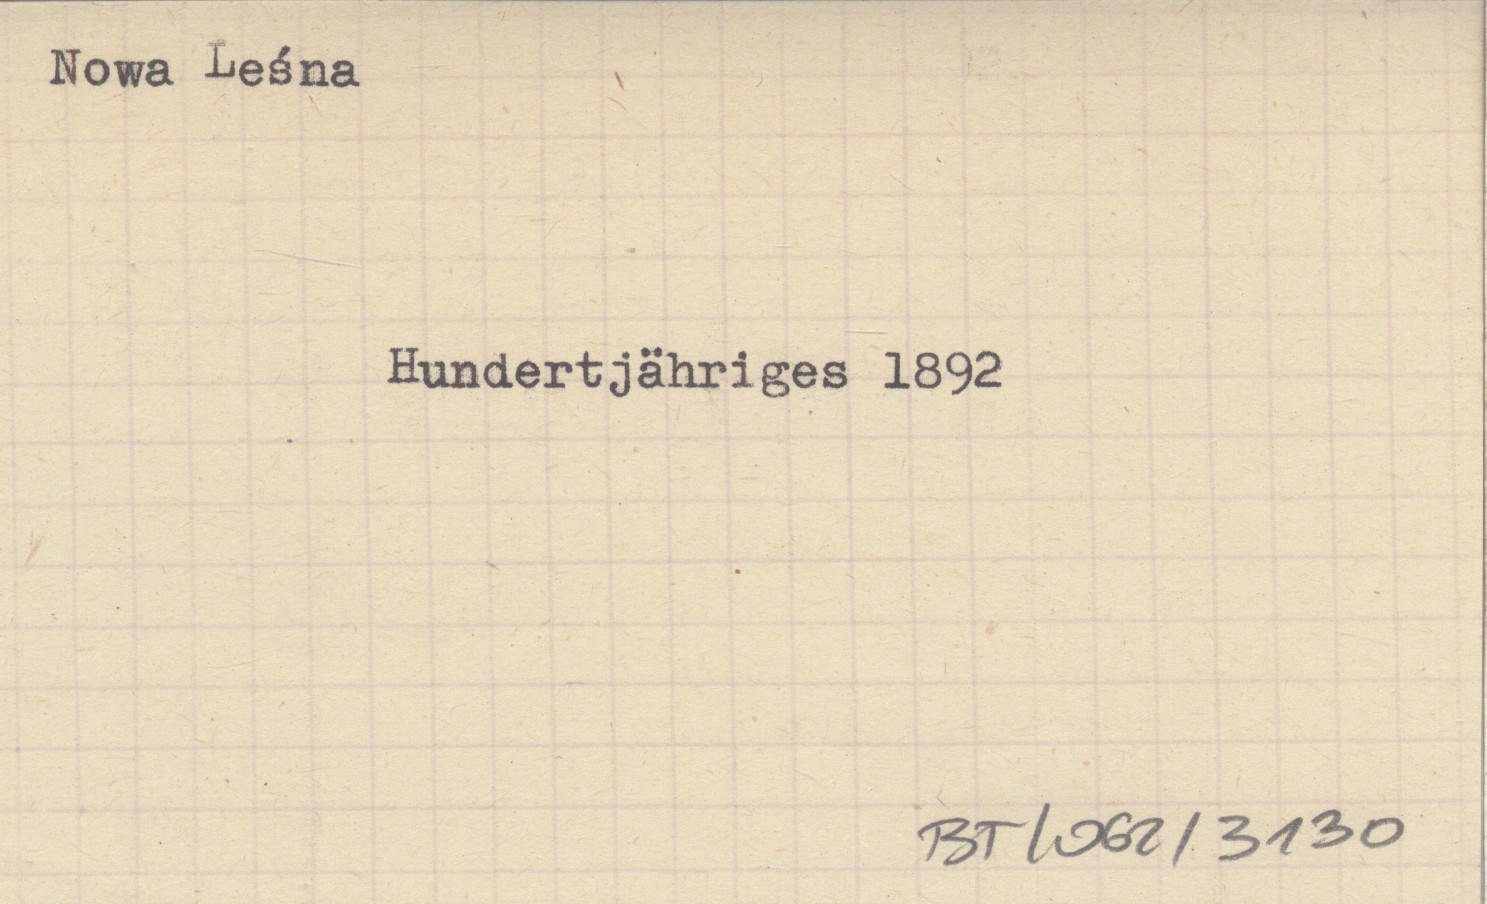 Nowa Leśna
Hundertjähriges 1892
BT/062/3130